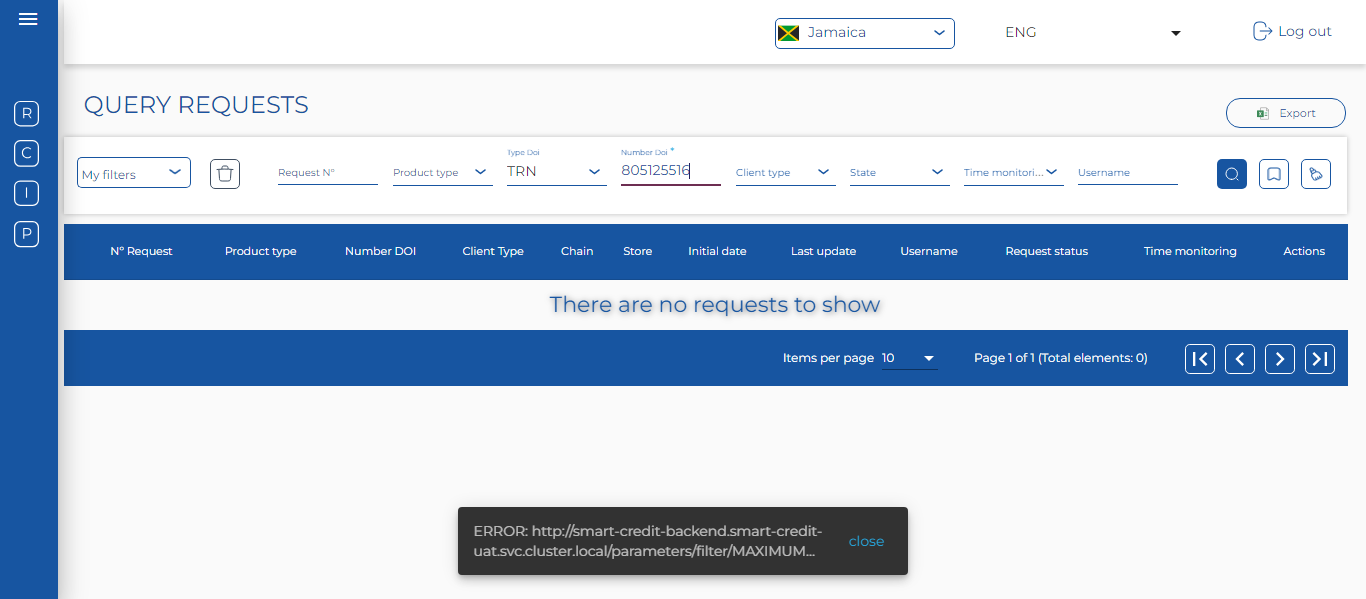 Jamaica
ENG
Log out
QUERY REQUESTS
Export
R
C
I
P
My filters
Request N°
Product type
Type Doi
TRN
Number Doi *
805125516
Client type
State
Time monitori...
Username
N° Request Product type Number DOI Client Type Chain Store Initial date Last update Username Request status Time monitoring Actions
There are no requests to show
Items per page 10 Page 1 of 1 (Total elements: 0)
ERROR: http://smart-credit-backend.smart-credit-
uat.svc.cluster.local/parameters/filter/MAXIMUM...
close